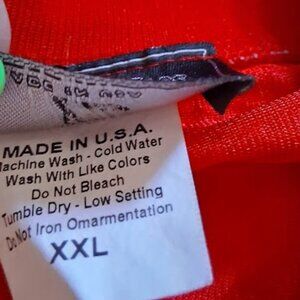 MADE IN U.S.A.
Machine Wash - Cold Water
Wash With Like Colors
Do Not Bleach
Tumble Dry - Low Setting
Do Not Iron Omarmentation
XXL